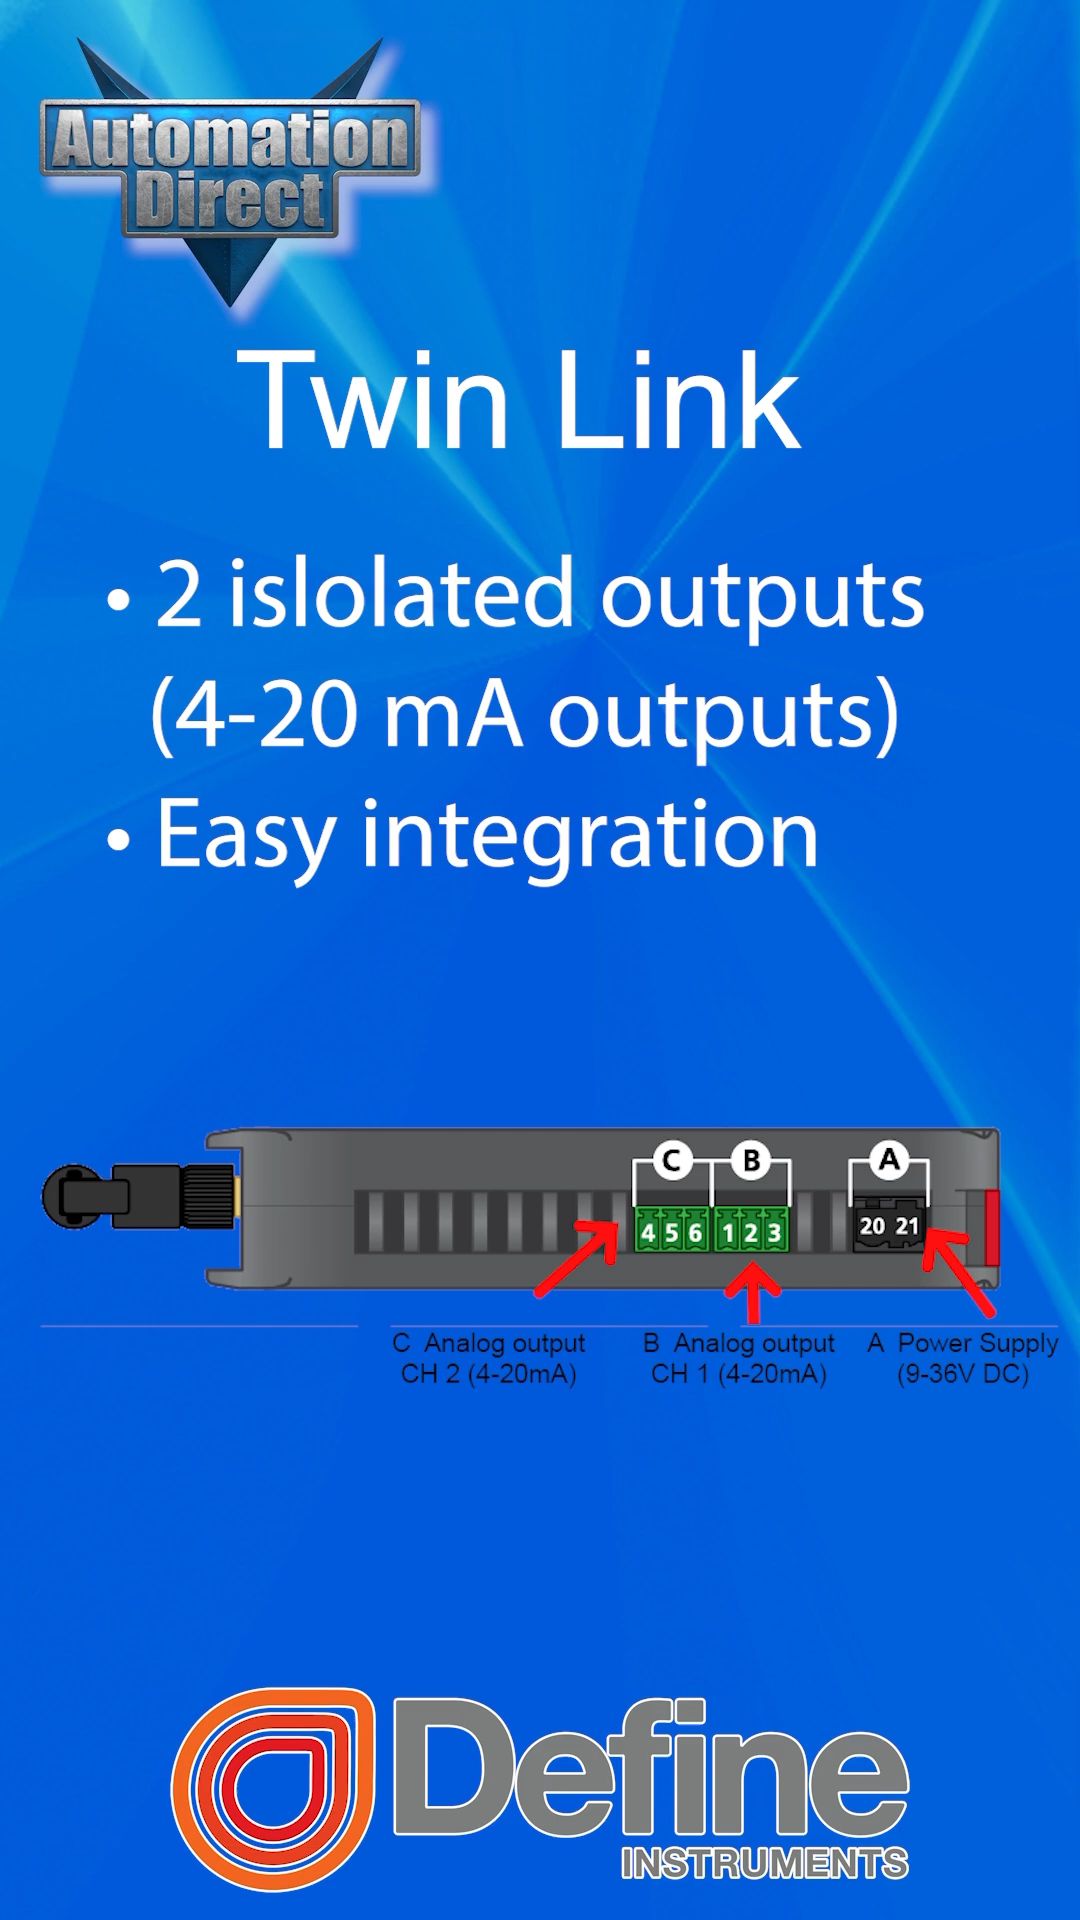 Automation
Direct
Twin Link
• 2 islolated outputs
(4-20 mA outputs)
• Easy integration
C B A
4 5 6 1 2 3 20 21
C Analog output
CH 2 (4-20mA)
B Analog output
CH 1 (4-20mA)
A Power Supply
(9-36V DC)
Define
INSTRUMENTS